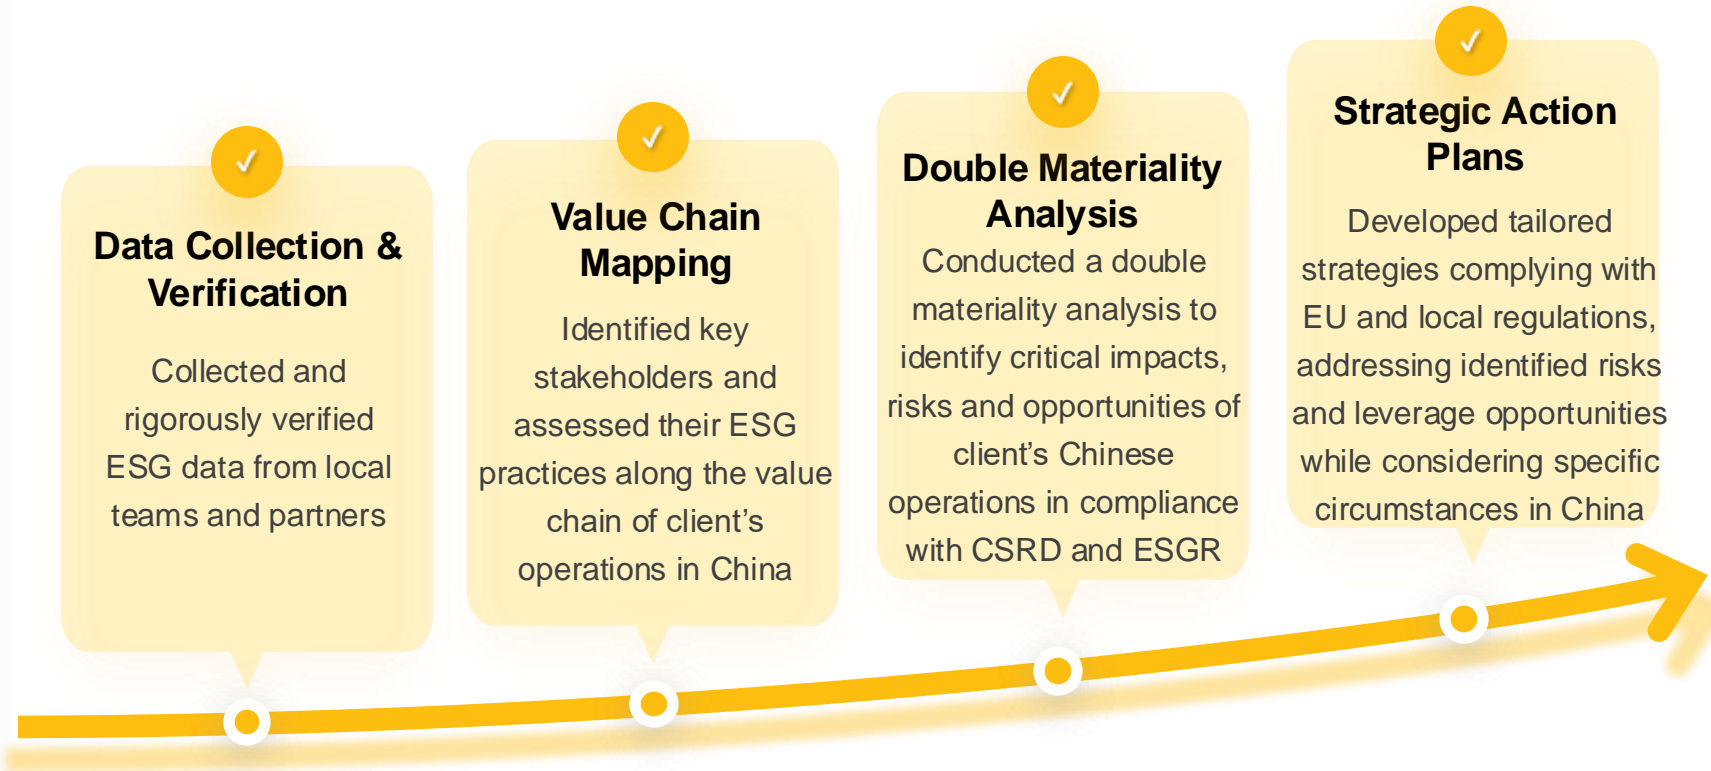 Data Collection &
Verification
Collected and
rigorously verified
ESG data from local
teams and partners
Value Chain
Mapping
Identified key
stakeholders and
assessed their ESG
practices along the value
chain of client’s
operations in China
Double Materiality
Analysis
Conducted a double
materiality analysis to
identify critical impacts,
risks and opportunities of
client’s Chinese
operations in compliance
with CSRD and ESGR
Strategic Action
Plans
Developed tailored
strategies complying with
EU and local regulations,
addressing identified risks
and leverage opportunities
while considering specific
circumstances in China